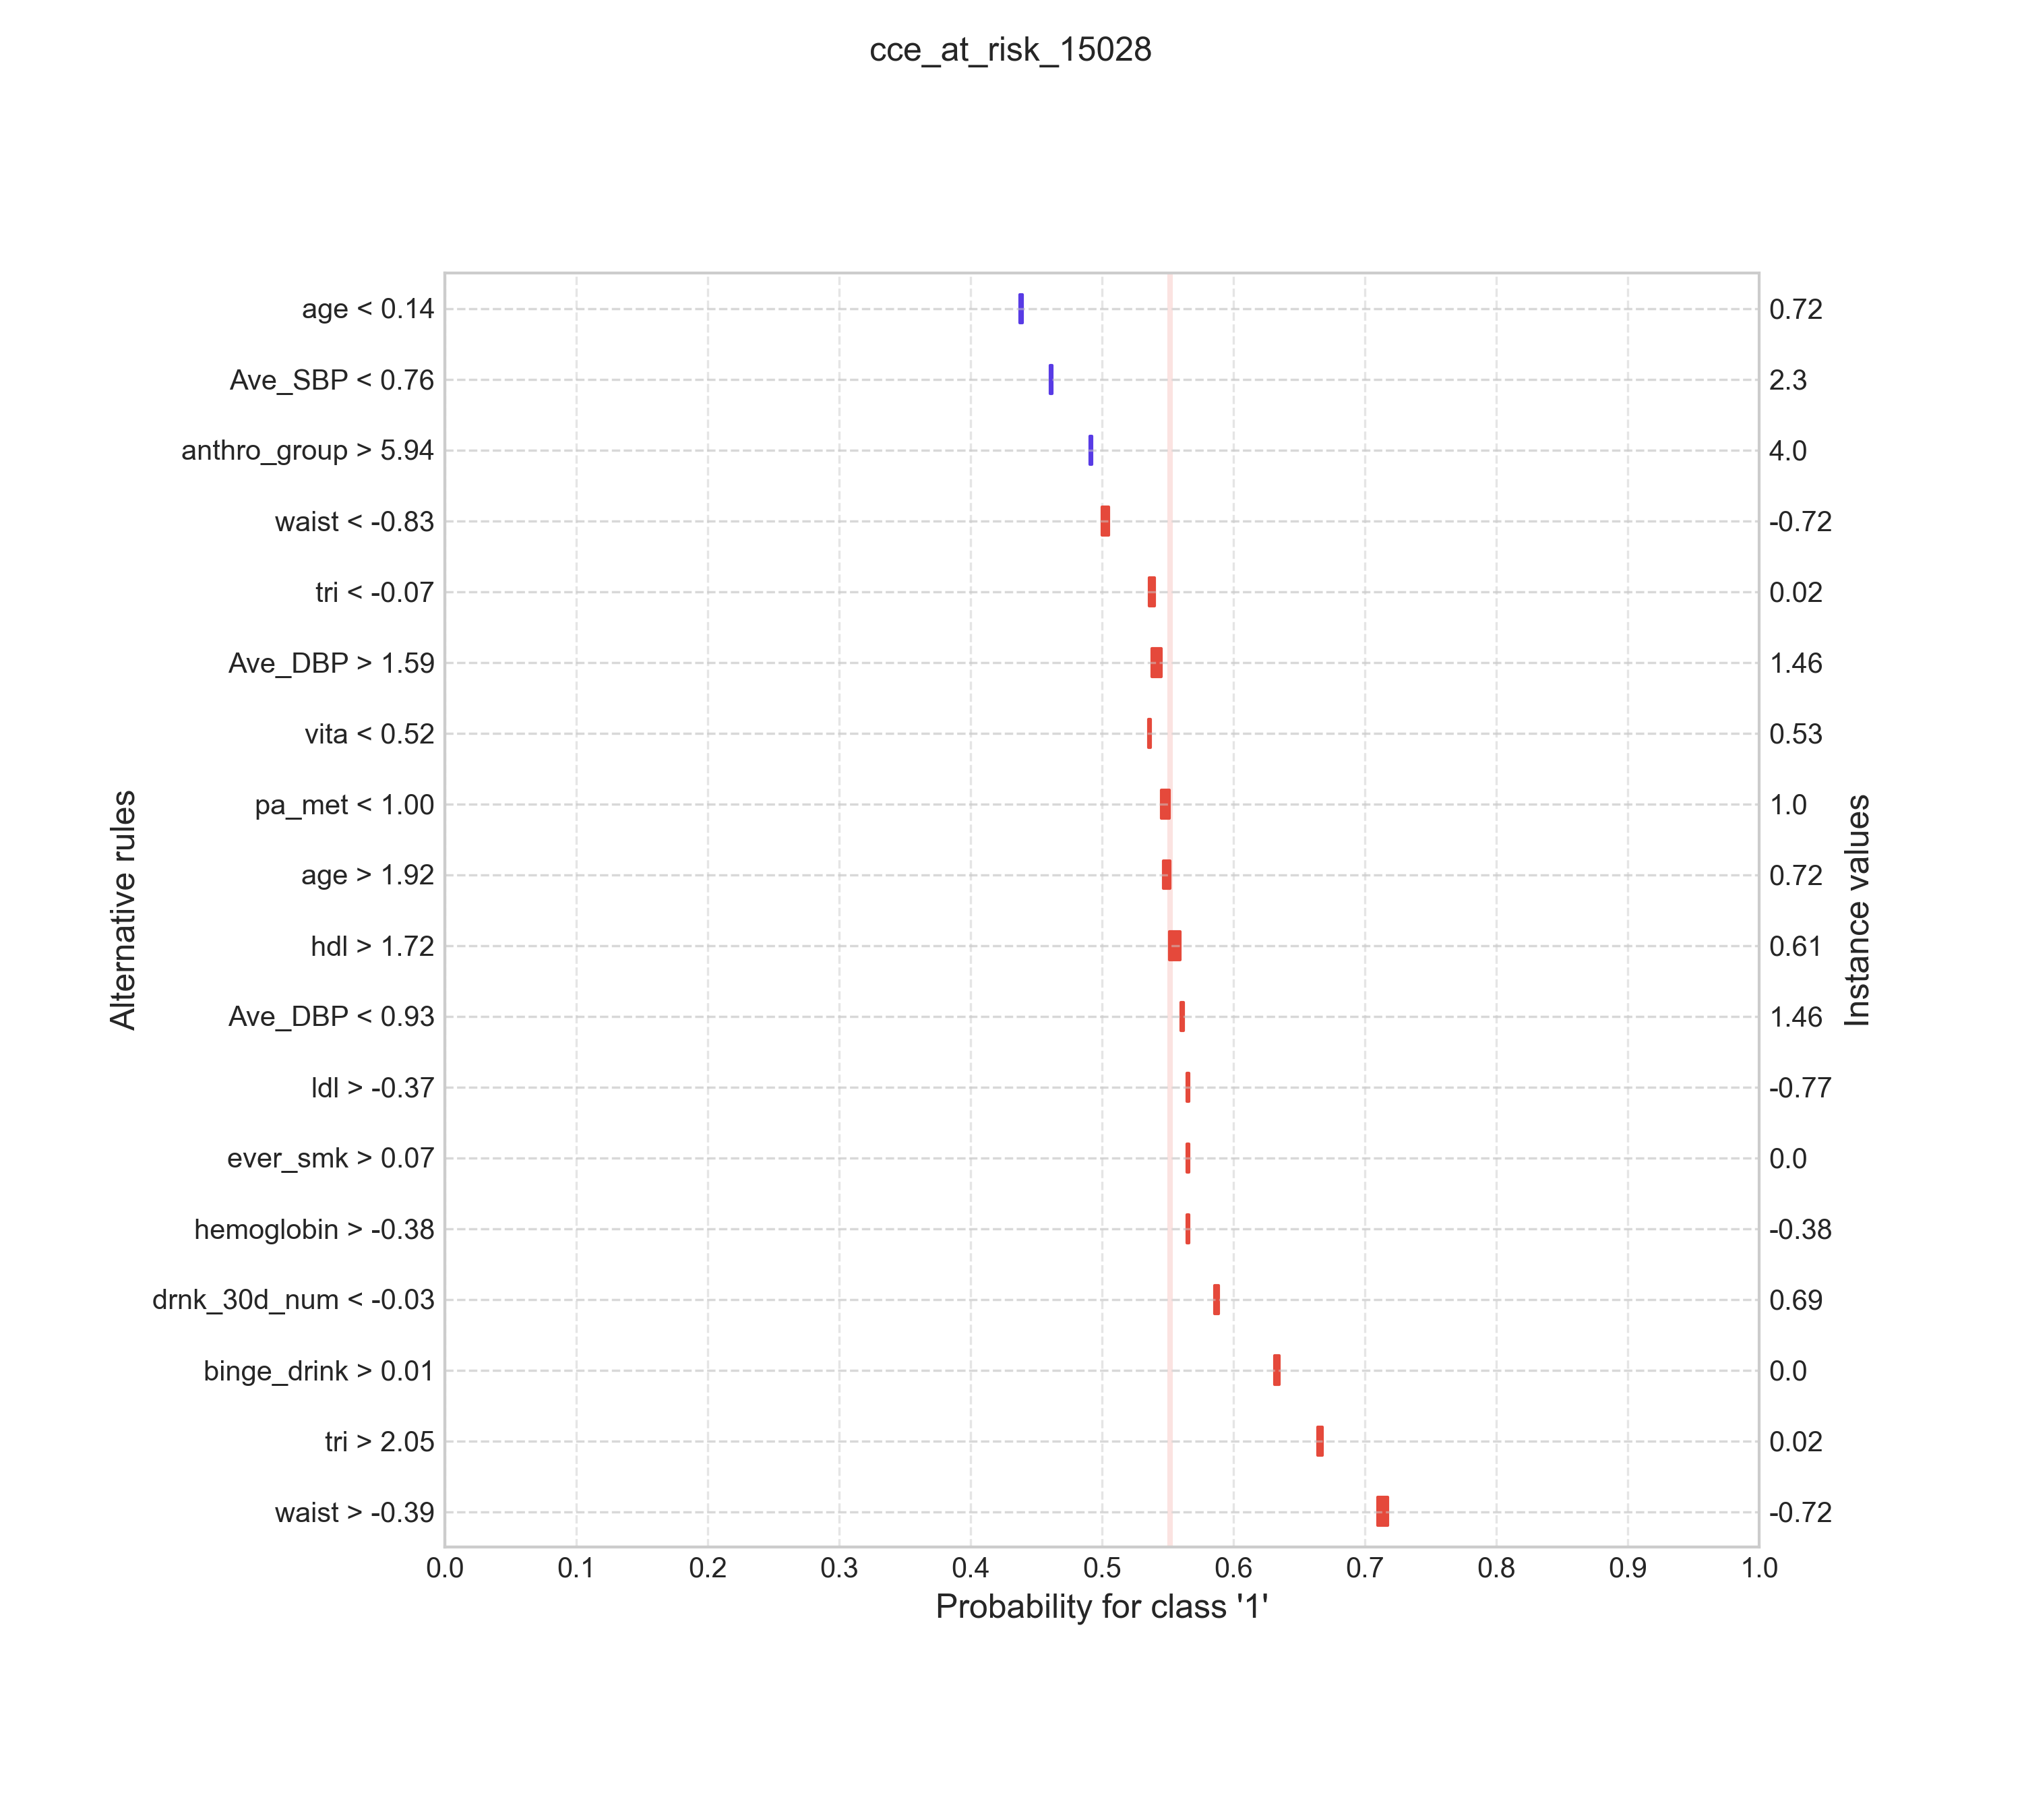 cce_at_risk_15028
age < 0.14 0.72
Ave_SBP < 0.76 2.3
anthro_group > 5.94 4.0
waist < -0.83 -0.72
tri < -0.07 0.02
Ave_DBP > 1.59 1.46
vita < 0.52 0.53
pa_met < 1.00 1.0
age > 1.92 0.72
hdl > 1.72 0.61
Ave_DBP < 0.93 1.46
ldl > -0.37 -0.77
ever_smk > 0.07 0.0
hemoglobin > -0.38 -0.38
drnk_30d_num < -0.03 0.69
binge_drink > 0.01 0.0
tri > 2.05 0.02
waist > -0.39 -0.72
Alternative rules
Instance values
0.0 0.1 0.2 0.3 0.4 0.5 0.6 0.7 0.8 0.9 1.0
Probability for class '1'